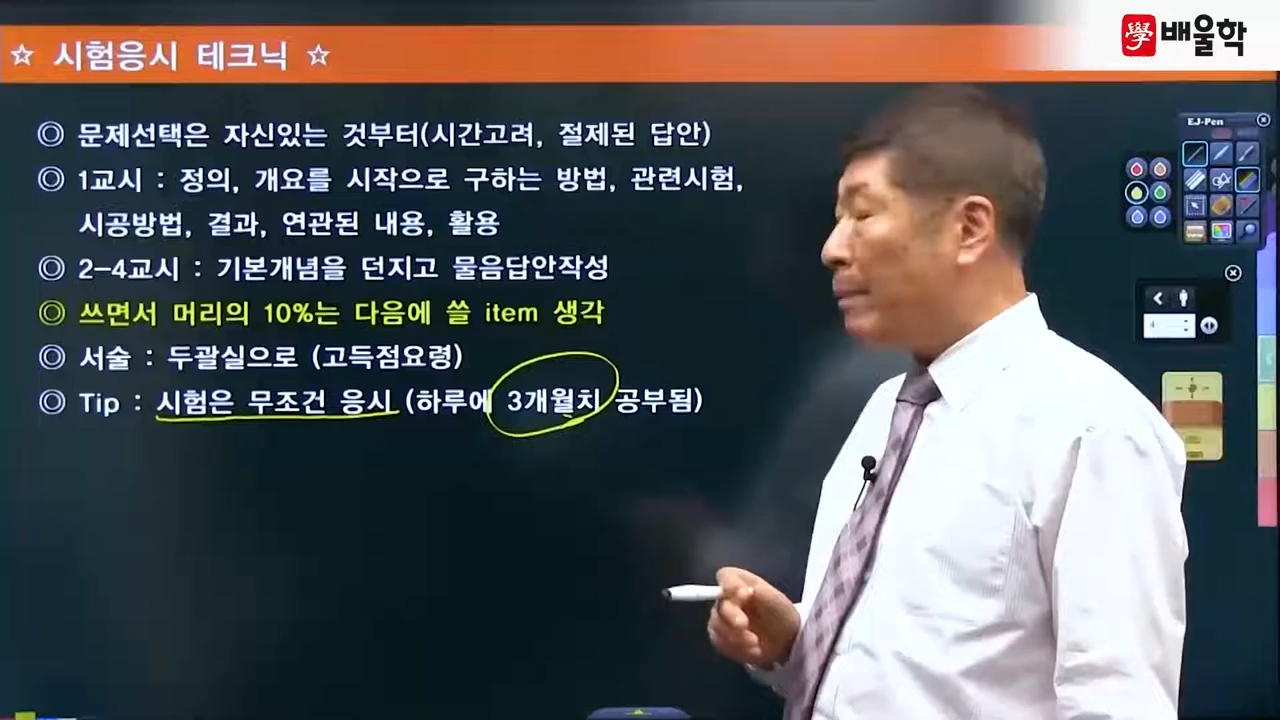 學 배울학
☆ 시험응시 테크닉 ☆
◎ 문제선택은 자신있는 것부터(시간고려, 절제된 답안)
◎ 1교시 : 정의, 개요를 시작으로 구하는 방법, 관련시험,
시공방법, 결과, 연관된 내용, 활용
◎ 2-4교시 : 기본개념을 던지고 물음답안작성
◎ 쓰면서 머리의 10%는 다음에 쓸 item 생각
◎ 서술 : 두괄실으로 (고득점요령)
◎ Tip : 시험은 무조건 응시 (하루에 3개월치 공부됨)
EJ-Pen
4